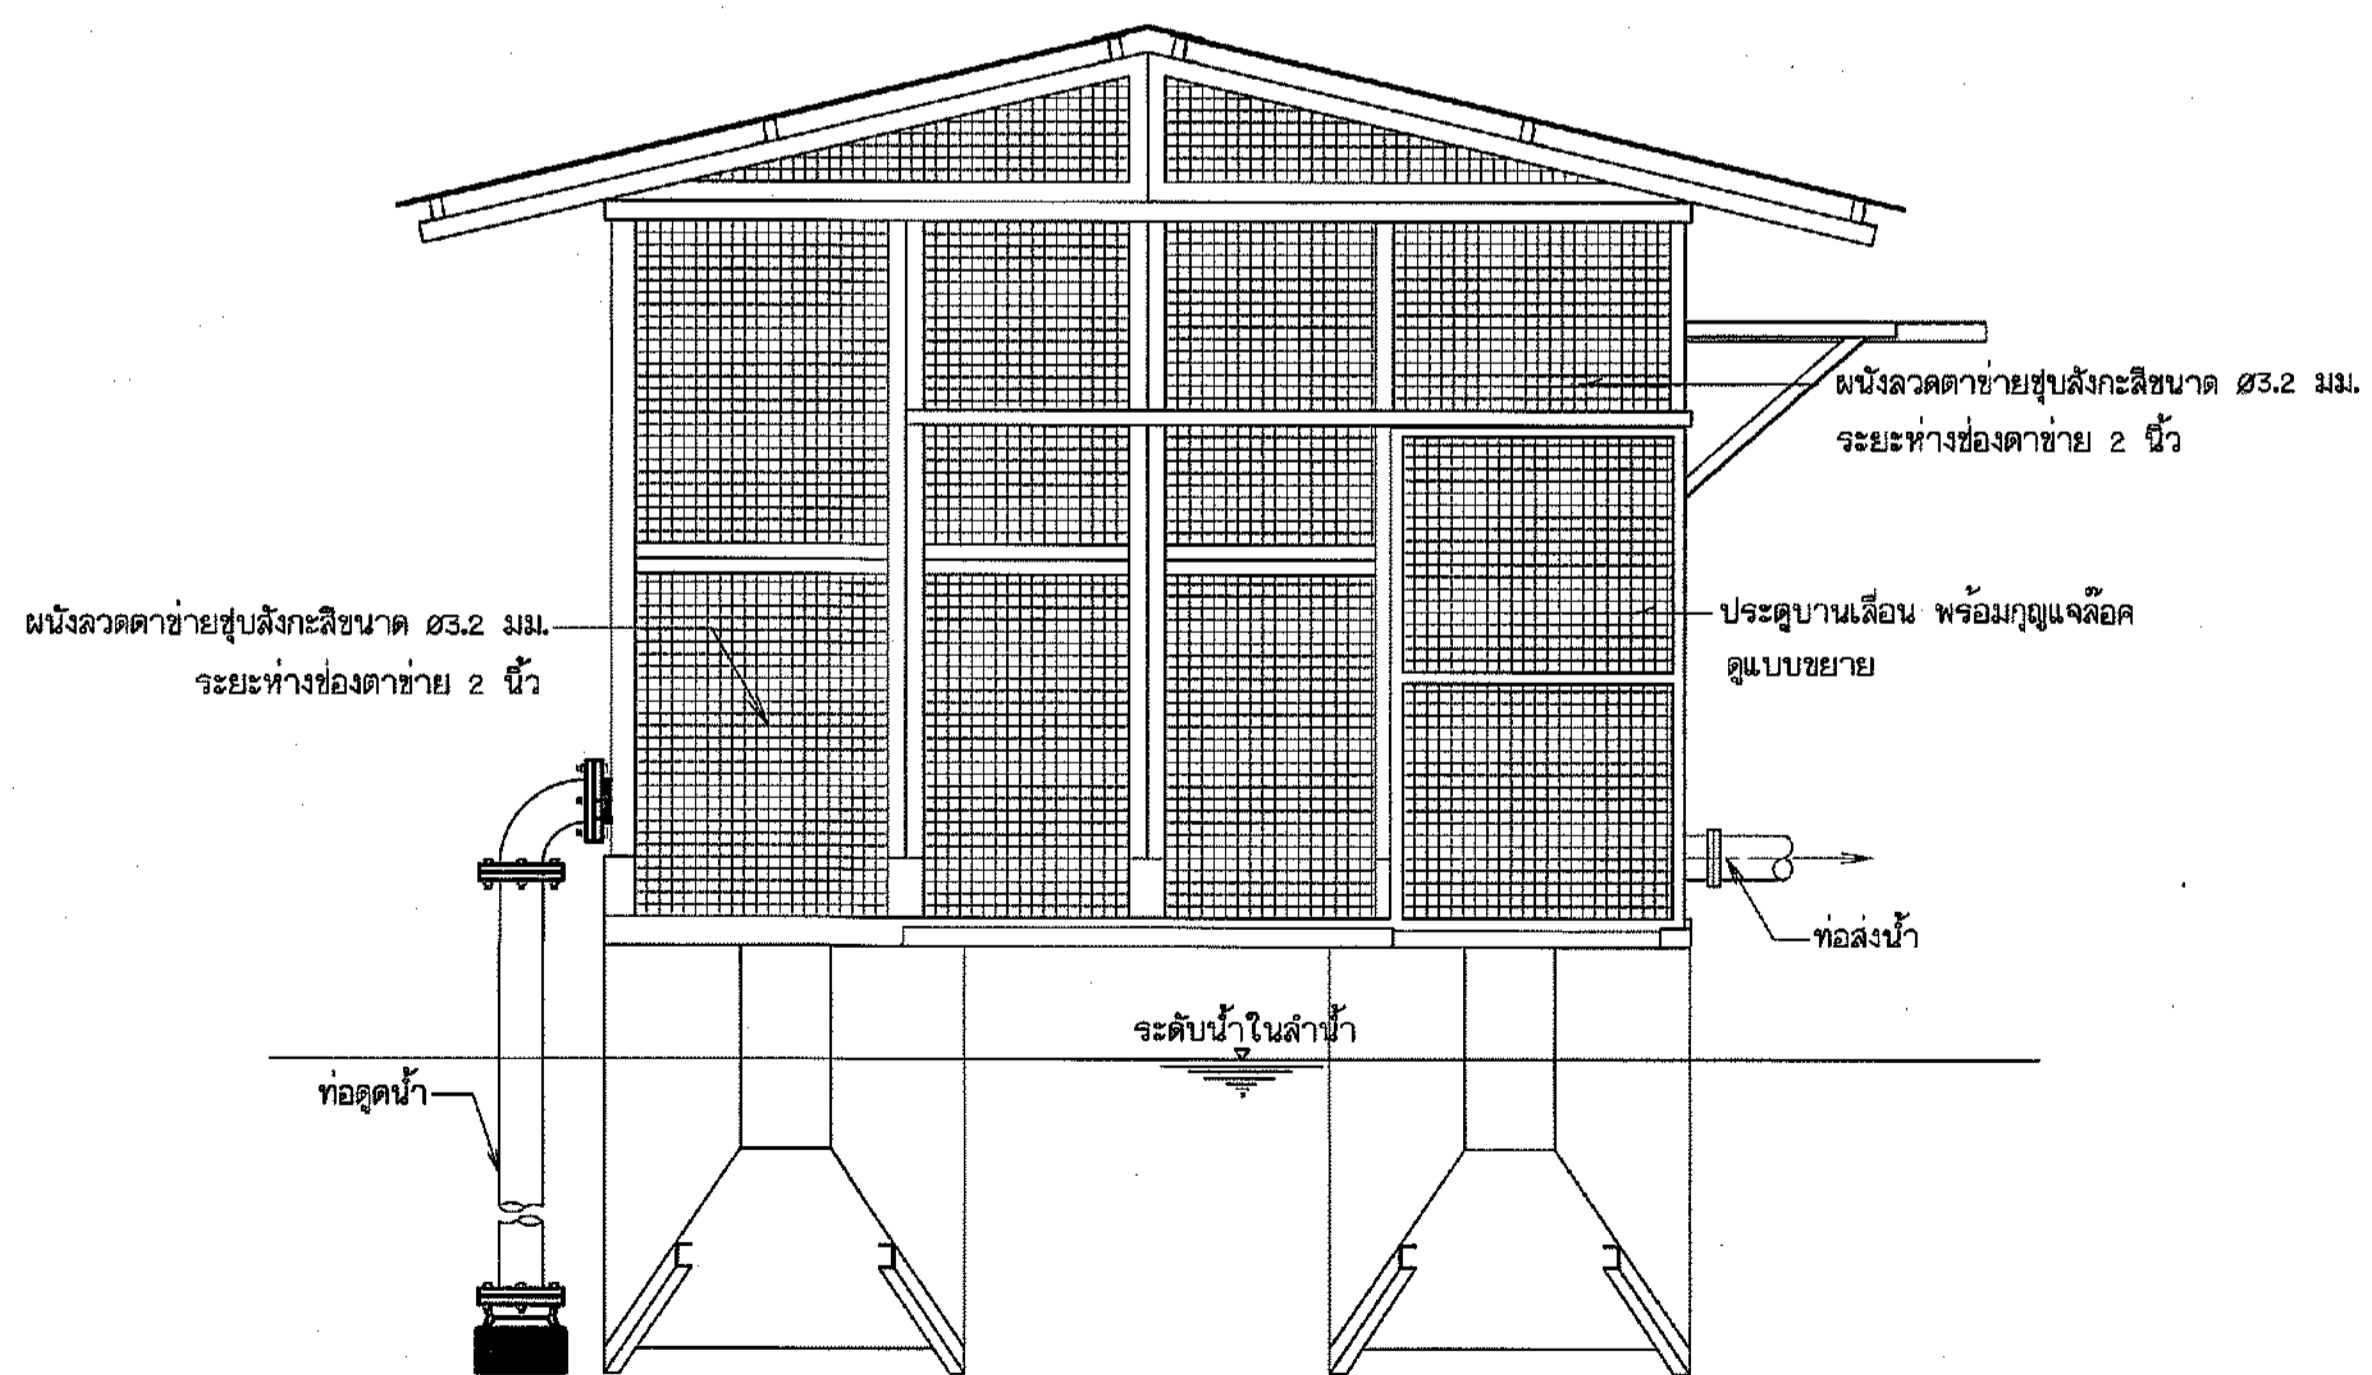 ผนังลวดตาข่ายชุบสังกะสีขนาด Ø3.2 มม.
ระยะห่างช่องตาข่าย 2 นิ้ว
ผนังลวดตาข่ายชุบสังกะสีขนาด Ø3.2 มม.
ระยะห่างช่องตาข่าย 2 นิ้ว
ประตูบานเลื่อน พร้อมกุญแจล๊อค
ดูแบบขยาย
ท่อส่งน้ำ
ระดับน้ำในลำน้ำ
ท่อดูดน้ำ